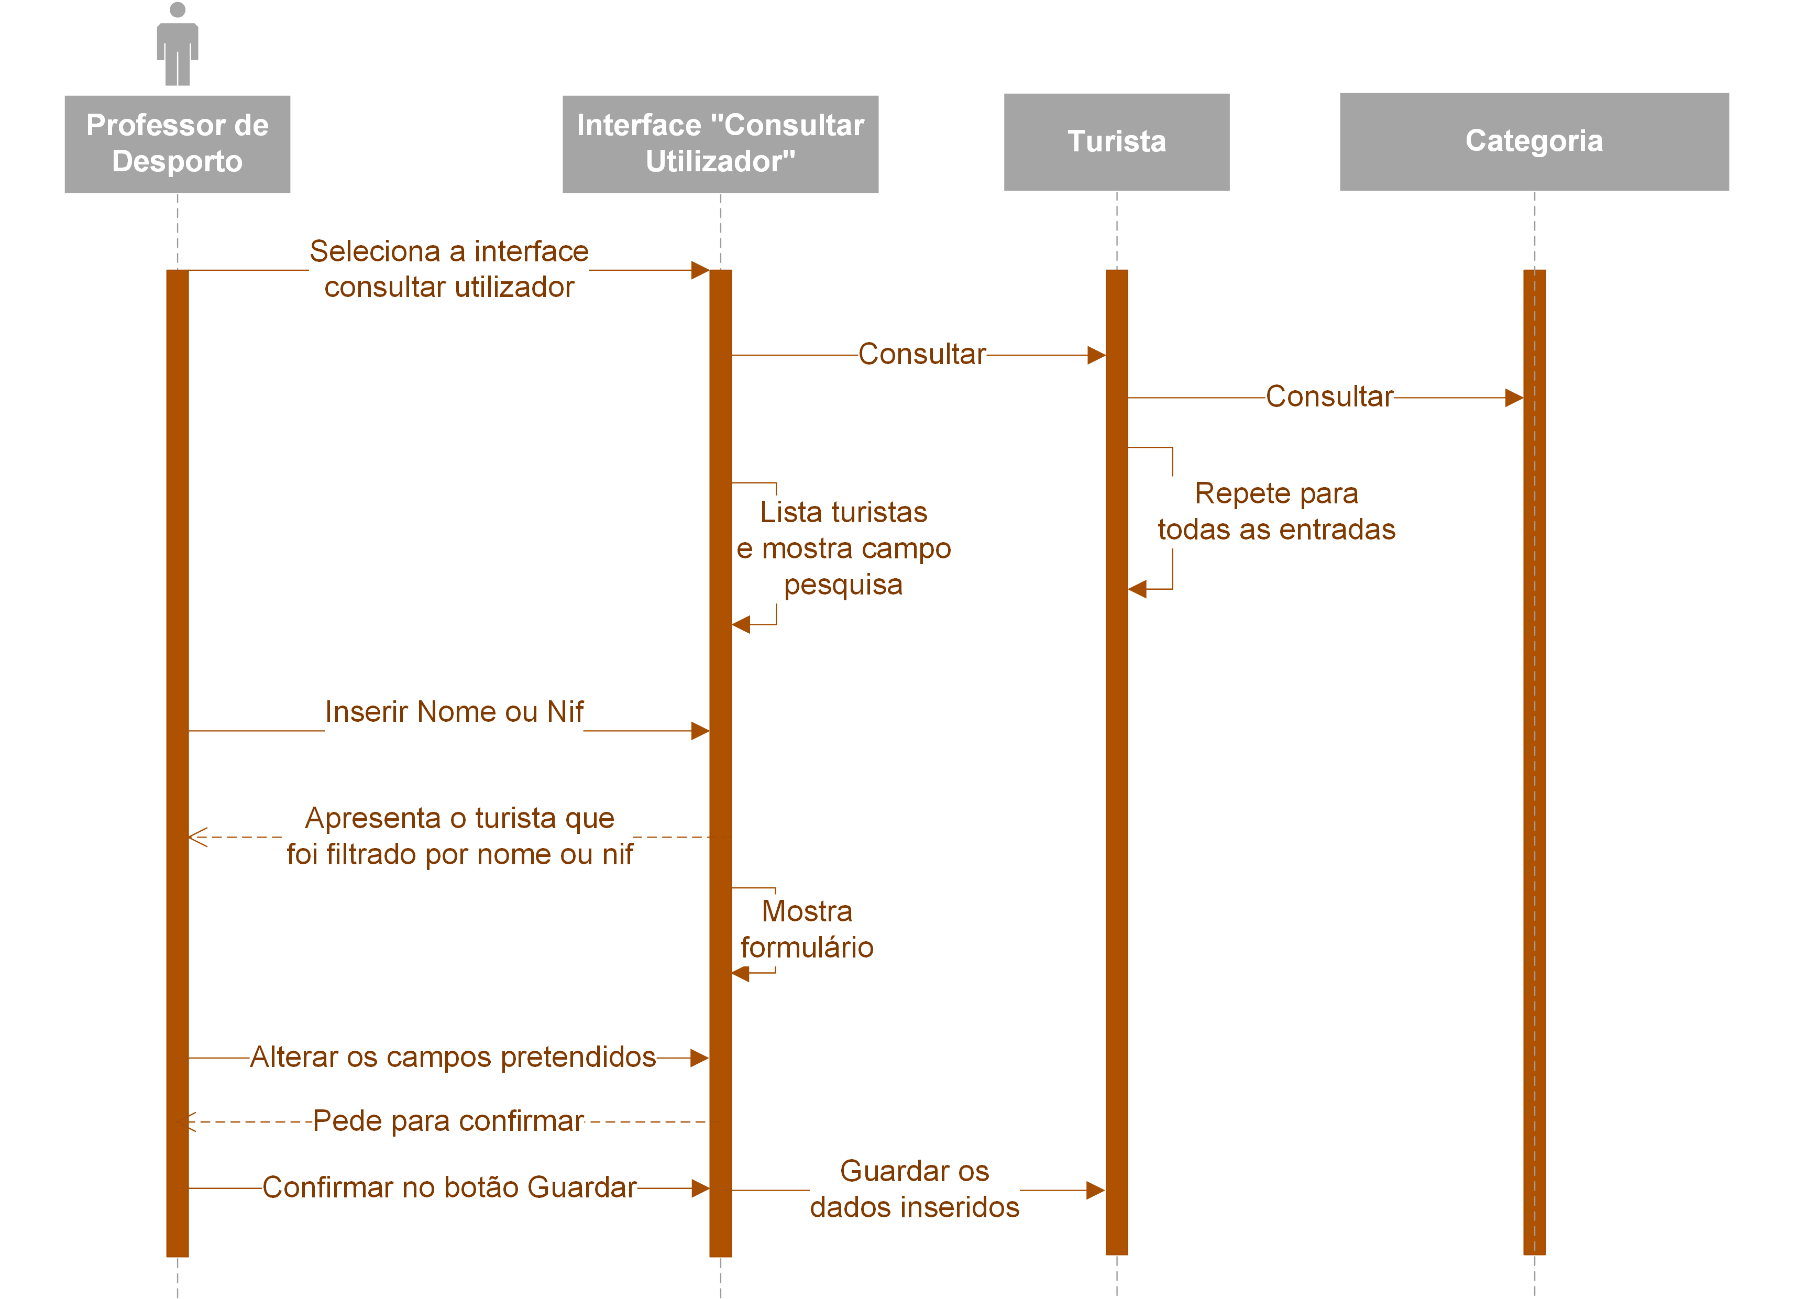 Professor de
Desporto
Interface "Consultar
Utilizador"
Turista
Categoria
Seleciona a interface
consultar utilizador
Consultar
Consultar
Repete para
todas as entradas
Lista turistas
e mostra campo
pesquisa
Inserir Nome ou Nif
Apresenta o turista que
foi filtrado por nome ou nif
Mostra
formulário
Alterar os campos pretendidos
Pede para confirmar
Confirmar no botão Guardar
Guardar os
dados inseridos